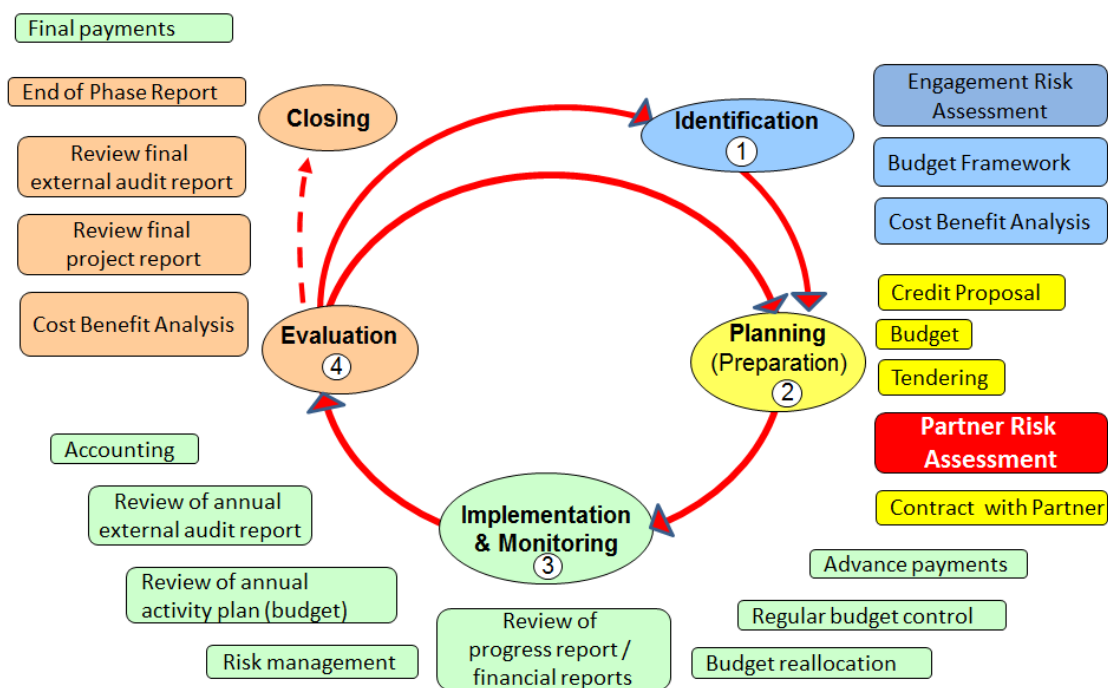 Final payments
End of Phase Report
Review final
external audit report
Review final
project report
Cost Benefit Analysis
Closing
Identification
1
Engagement Risk
Assessment
Budget Framework
Cost Benefit Analysis
Credit Proposal
Budget
Tendering
Partner Risk
Assessment
Contract with Partner
Planning
(Preparation)
2
Evaluation
4
Implementation
& Monitoring
3
Accounting
Review of annual
external audit report
Review of annual
activity plan (budget)
Risk management
Review of
progress report /
financial reports
Advance payments
Regular budget control
Budget reallocation